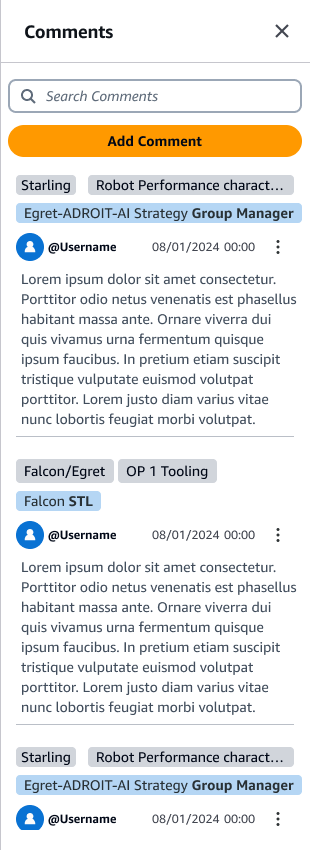 Comments
Search Comments
Add Comment
Starling Robot Performance charact...
Egret-ADROIT-AI Strategy Group Manager
@Username 08/01/2024 00:00
Lorem ipsum dolor sit amet consectetur.
Porttitor odio netus venenatis est phasellus
habitant massa ante. Ornare viverra dui
quis vivamus urna fermentum quisque
ipsum faucibus. In pretium etiam suscipit
tristique vulputate euismod volutpat
porttitor. Lorem justo diam varius vitae
nunc lobortis feugiat morbi volutpat.
Falcon/Egret OP 1 Tooling
Falcon STL
@Username 08/01/2024 00:00
Lorem ipsum dolor sit amet consectetur.
Porttitor odio netus venenatis est phasellus
habitant massa ante. Ornare viverra dui
quis vivamus urna fermentum quisque
ipsum faucibus. In pretium etiam suscipit
tristique vulputate euismod volutpat
porttitor. Lorem justo diam varius vitae
nunc lobortis feugiat morbi volutpat.
Starling Robot Performance charact...
Egret-ADROIT-AI Strategy Group Manager
@Username 08/01/2024 00:00